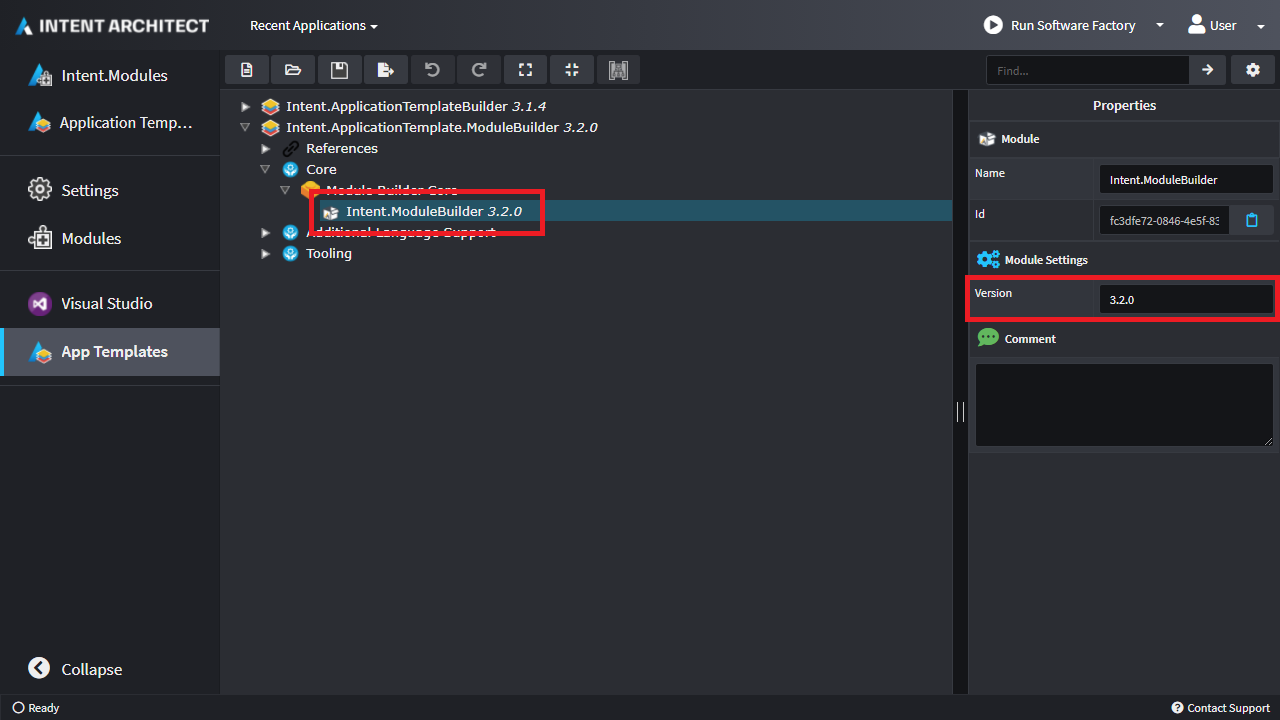 INTENT ARCHITECT
Recent Applications
Run Software Factory
User
Intent.Modules
Application Temp...
Settings
Modules
Visual Studio
App Templates
Collapse
Find...
Intent.ApplicationTemplateBuilder 3.1.4
Intent.ApplicationTemplate.ModuleBuilder 3.2.0
References
Core
Module Builder Core
Intent.ModuleBuilder 3.2.0
Additional Language Support
Tooling
Properties
Module
Name
Intent.ModuleBuilder
Id
fc3dfe72-0846-4e5f-83
Module Settings
Version
3.2.0
Comment
Ready
Contact Support